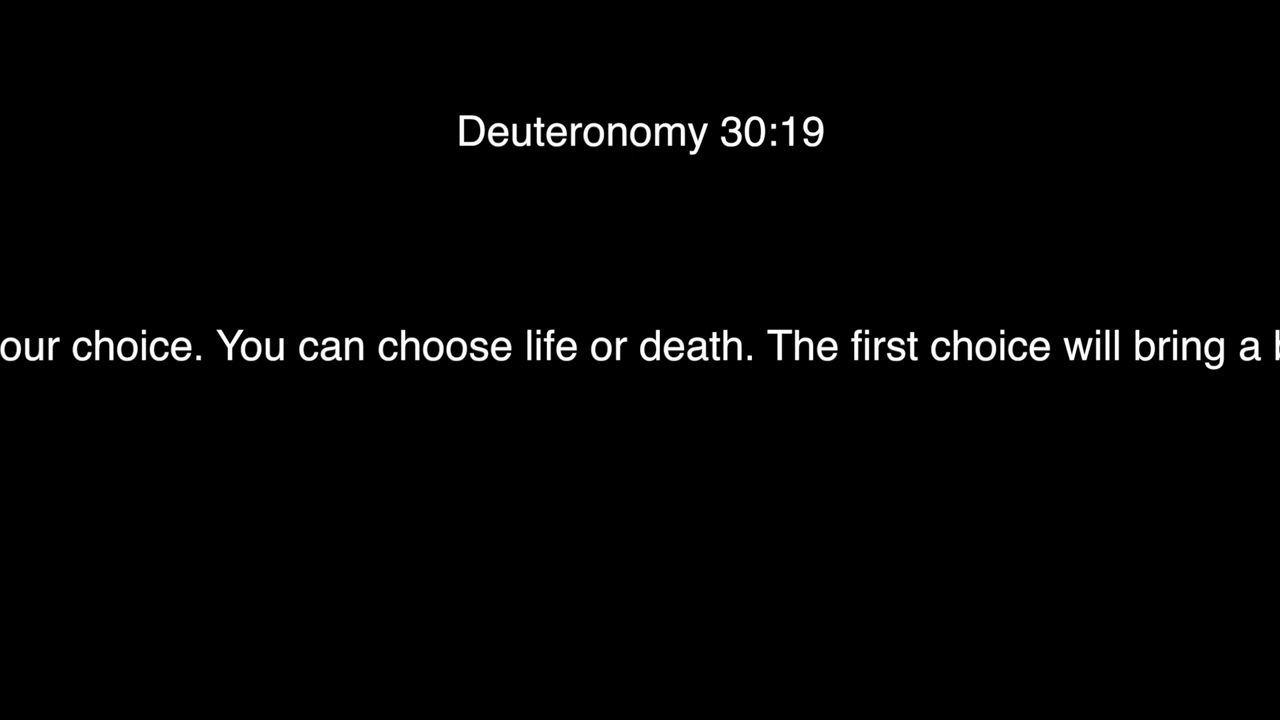 Deuteronomy 30:19
our choice. You can choose life or death. The first choice will bring a